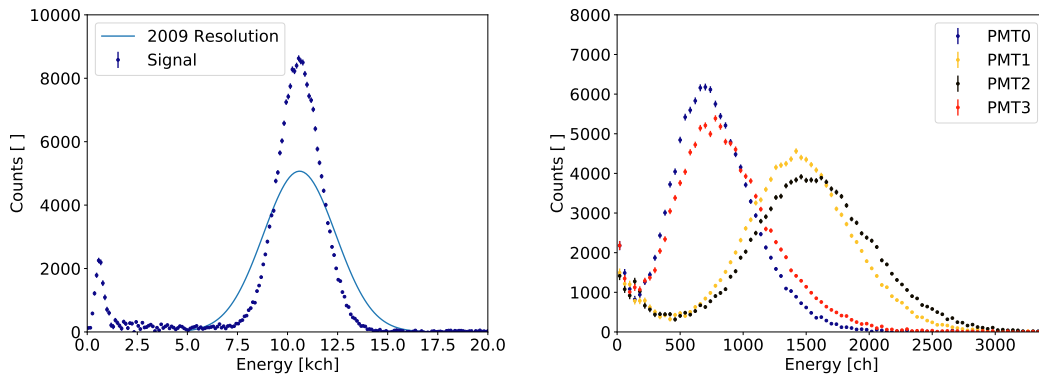 10000
8000
6000
4000
2000
0
Counts [ ]
2009 Resolution
Signal
0.0 2.5 5.0 7.5 10.0 12.5 15.0 17.5 20.0
Energy [kch]
8000
7000
6000
5000
4000
3000
2000
1000
0
Counts [ ]
PMT0
PMT1
PMT2
PMT3
0 500 1000 1500 2000 2500 3000
Energy [ch]